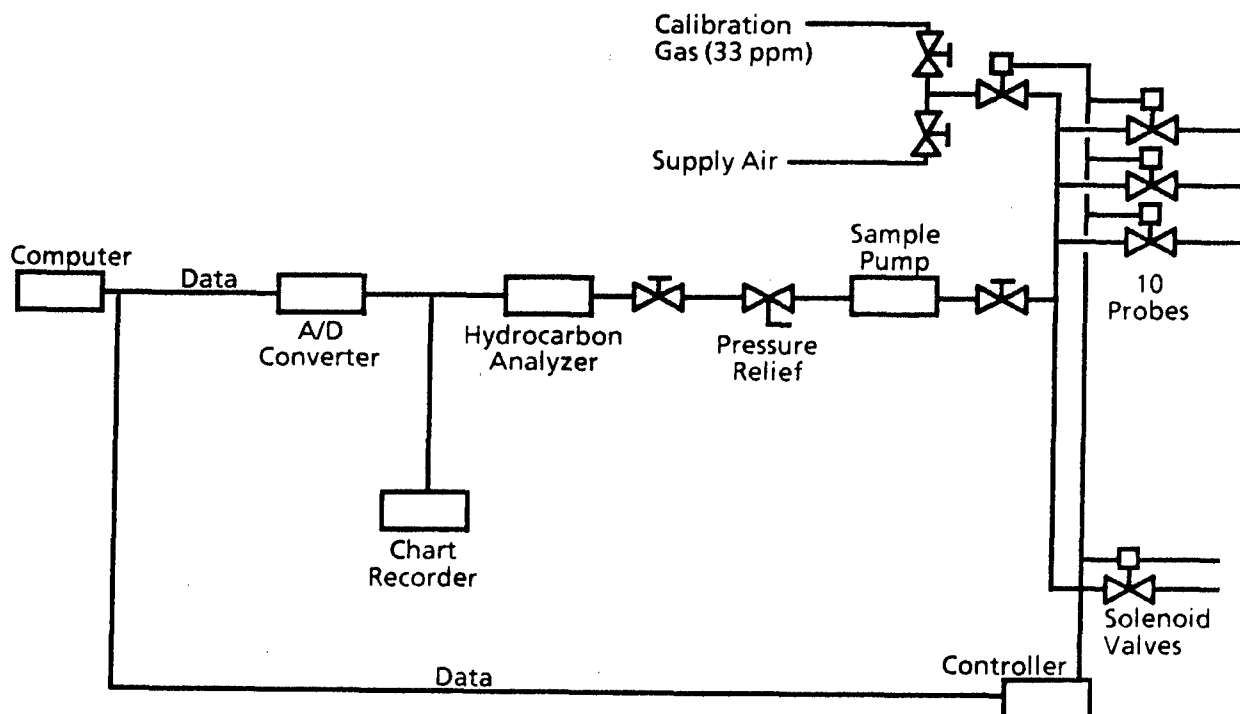 Calibration
Gas (33 ppm)
Supply Air
Computer
Data
A/D
Converter
Hydrocarbon
Analyzer
Pressure
Relief
Sample
Pump
10
Probes
Chart
Recorder
Solenoid
Valves
Controller
Data